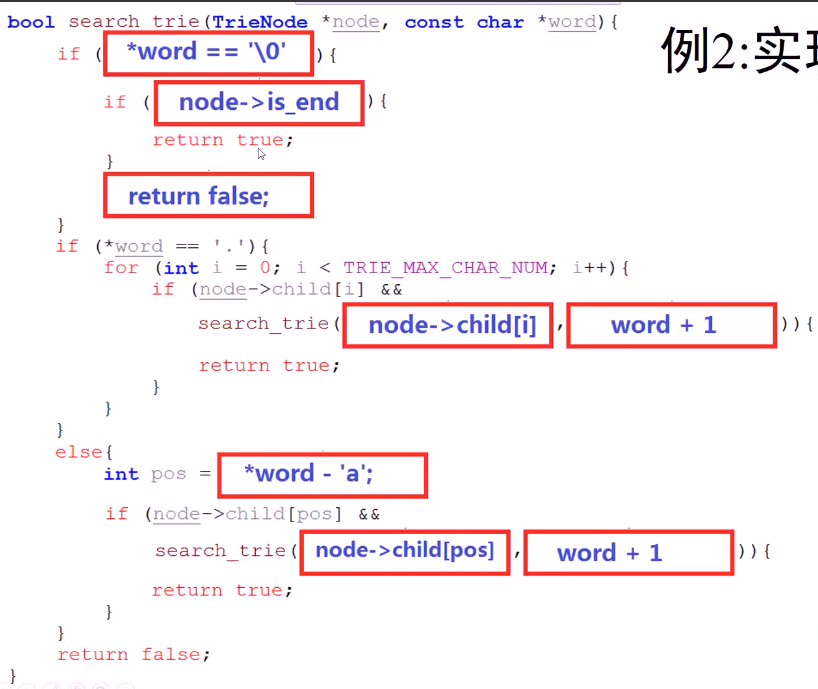 bool search_trie(TrieNode *node, const char *word){
例2:实现
if ( *word == '\0' ){
if ( node->is_end ){
return true;
}
return false;
}
if (*word == '.'){
for (int i = 0; i < TRIE_MAX_CHAR_NUM; i++){
if (node->child[i] &&
search_trie( node->child[i] , word + 1 )){
return true;
}
}
}
else{
int pos = *word - 'a';
if (node->child[pos] &&
search_trie( node->child[pos] , word + 1 )){
return true;
}
}
return false;
}